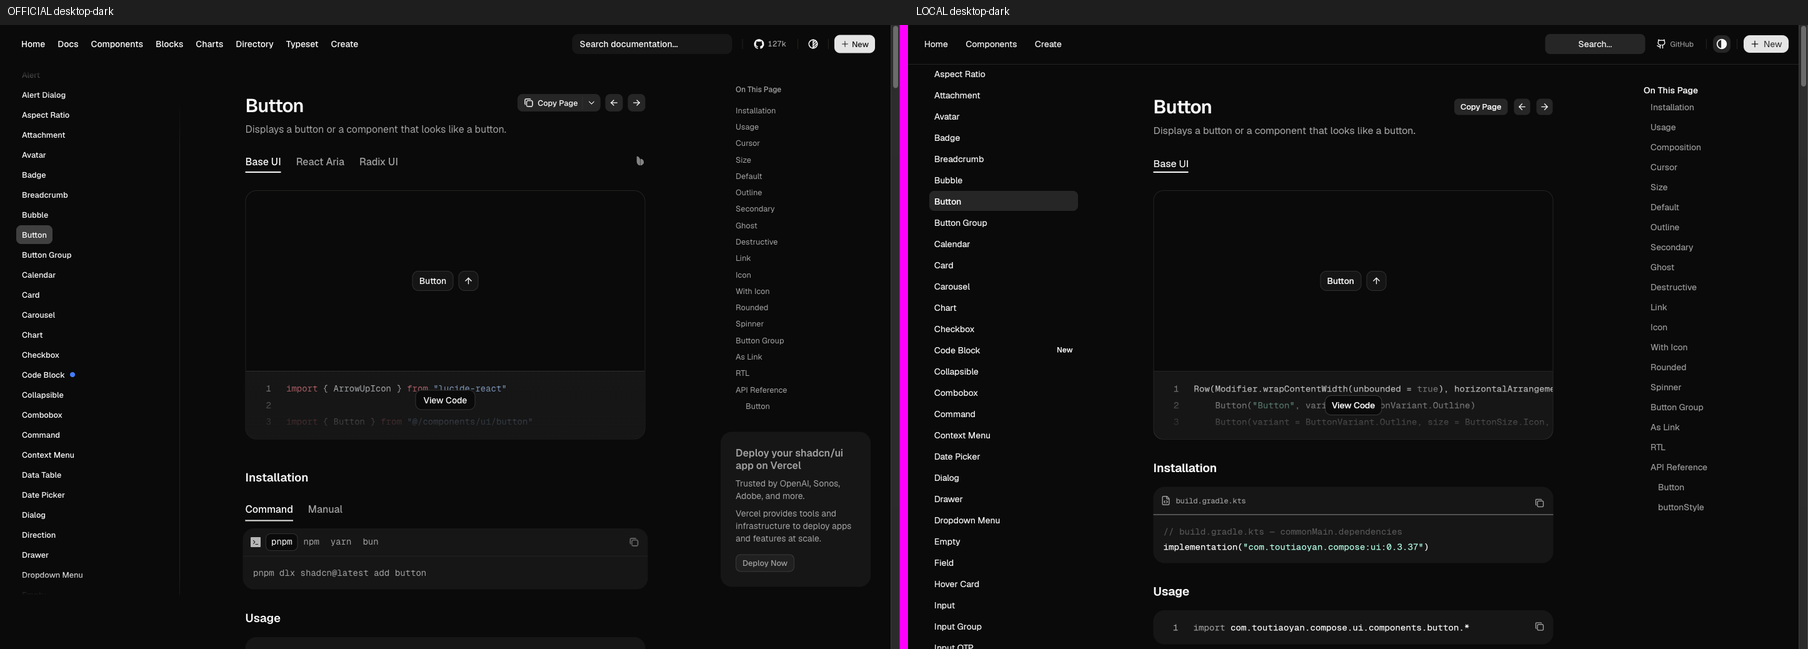 OFFICIAL desktop-dark
Home Docs Components Blocks Charts Directory Typeset Create
Search documentation...
127k
+ New
Alert
Alert Dialog
Aspect Ratio
Attachment
Avatar
Badge
Breadcrumb
Bubble
Button
Button Group
Calendar
Card
Carousel
Chart
Checkbox
Code Block
Collapsible
Combobox
Command
Context Menu
Data Table
Date Picker
Dialog
Direction
Drawer
Dropdown Menu
Button
Copy Page
Displays a button or a component that looks like a button.
Base UI React Aria Radix UI
Button
1 import { ArrowUpIcon } from "lucide-react"
2
View Code
3 import { Button } from "@/components/ui/button"
Installation
Command Manual
pnpm npm yarn bun
pnpm dlx shadcn@latest add button
Usage
On This Page
Installation
Usage
Cursor
Size
Default
Outline
Secondary
Ghost
Destructive
Link
Icon
With Icon
Rounded
Spinner
Button Group
As Link
RTL
API Reference
Button
Deploy your shadcn/ui
app on Vercel
Trusted by OpenAI, Sonos,
Adobe, and more.
Vercel provides tools and
infrastructure to deploy apps
and features at scale.
Deploy Now
LOCAL desktop-dark
Home Components Create
Search...
GitHub
+ New
Aspect Ratio
Attachment
Avatar
Badge
Breadcrumb
Bubble
Button
Button Group
Calendar
Card
Carousel
Chart
Checkbox
Code Block New
Collapsible
Combobox
Command
Context Menu
Date Picker
Dialog
Drawer
Dropdown Menu
Empty
Field
Hover Card
Input
Input Group
Input OTP
Button
Copy Page
Displays a button or a component that looks like a button.
Base UI
Button
1 Row(Modifier.wrapContentWidth(unbounded = true), horizontalArrangeme
2 Button("Button", vari
View Code
onVariant.Outline)
3 Button(variant = ButtonVariant.Outline, size = ButtonSize.Icon,
Installation
build.gradle.kts
// build.gradle.kts — commonMain.dependencies
implementation("com.toutiaoyan.compose:ui:0.3.37")
Usage
1 import com.toutiaoyan.compose.ui.components.button.*
On This Page
Installation
Usage
Composition
Cursor
Size
Default
Outline
Secondary
Ghost
Destructive
Link
Icon
With Icon
Rounded
Spinner
Button Group
As Link
RTL
API Reference
Button
buttonStyle